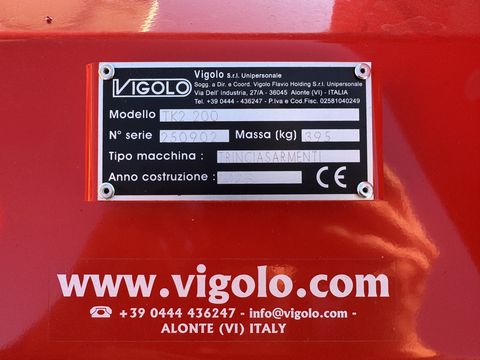 VIGOLO
Vigolo S.r.l. Unipersonale
Sogg. a Dir. e Coord. Vigolo Flavio Holding S.r.l. Unipersonale
Via Dell' Industria, 27/A - 36045 ALONTE (VI) - ITALIA
Tel. +39 0444 - 436247 - P.Iva e Cod.Fisc. 02581040249
Modello TK2 200
N° serie 250902 Massa (kg) 395
Tipo macchina : TRINCIASARMENTI
Anno costruzione : CE
www.vigolo.com
☎ +39 0444 436247 - info@vigolo.com -
ALONTE (VI) ITALY